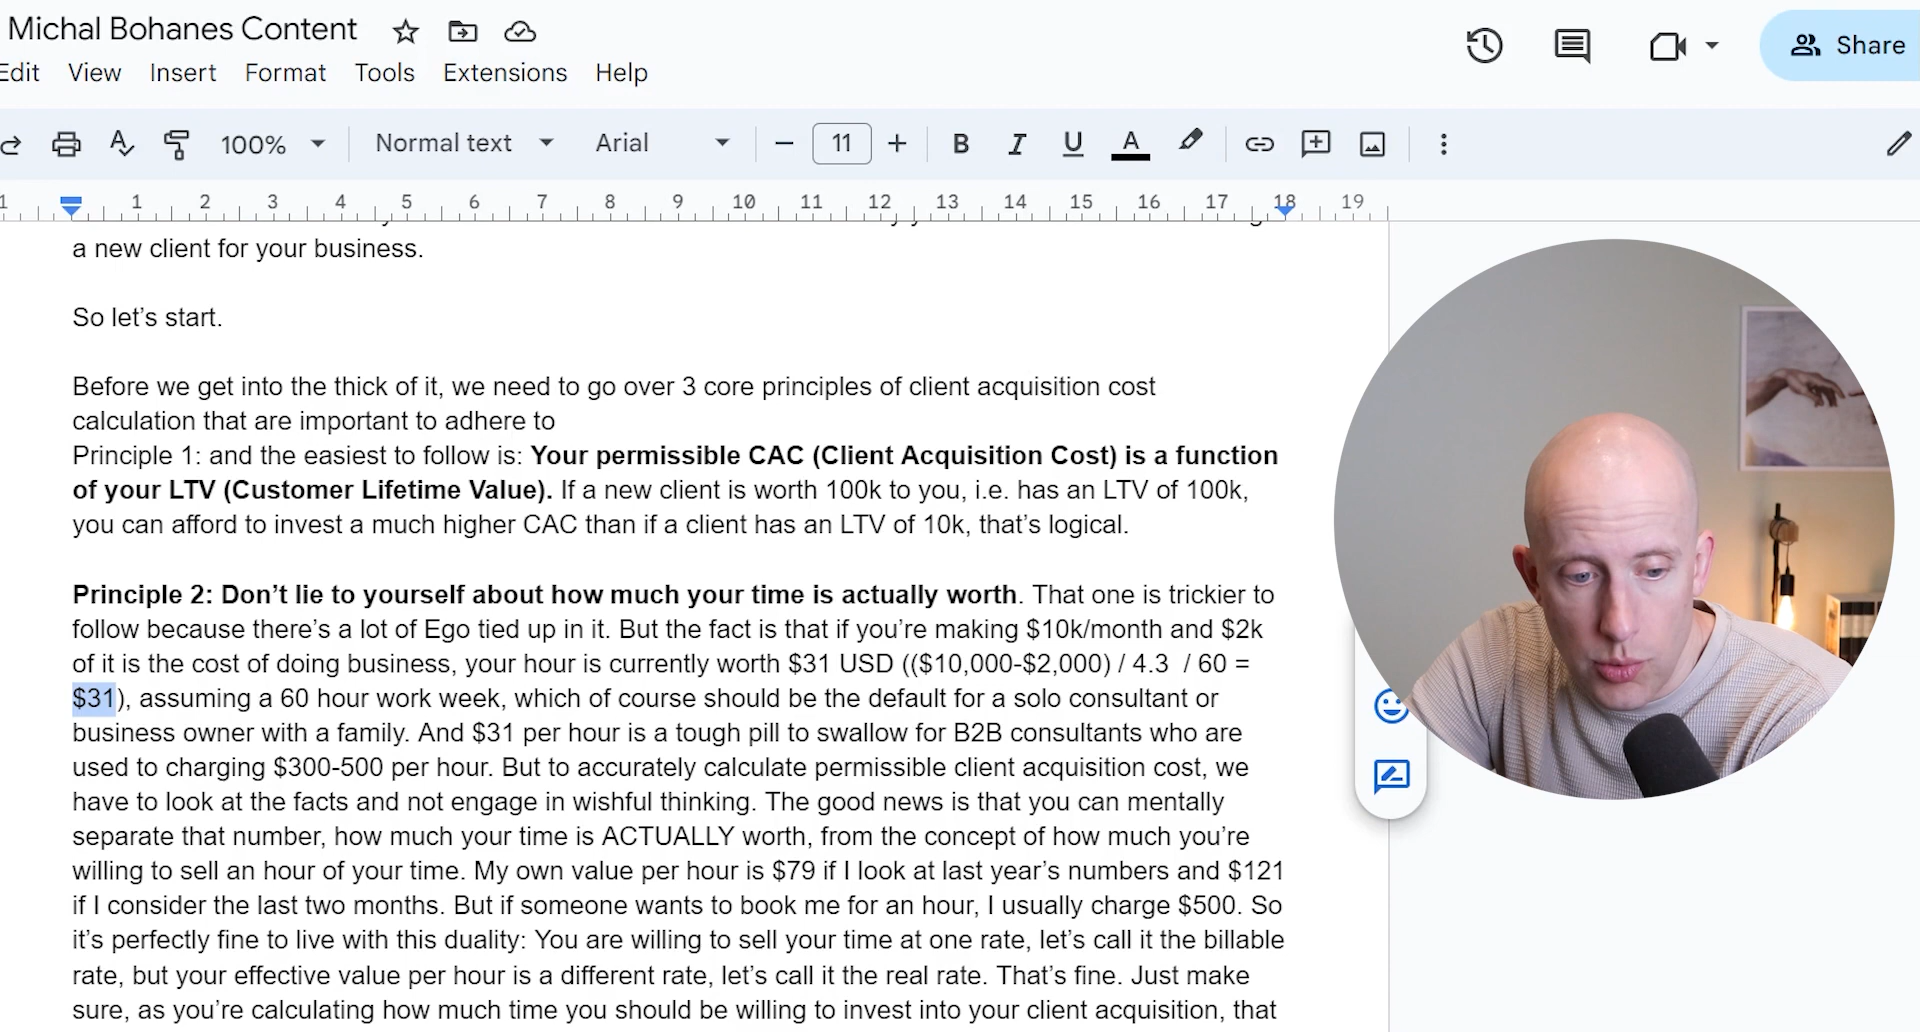 Michal Bohanes Content
Edit View Insert Format Tools Extensions Help
Share
100% Normal text Arial 11 B I U A
1 1 2 3 4 5 6 7 8 9 10 11 12 13 14 15 16 17 18 19
a new client for your business.
So let's start.
Before we get into the thick of it, we need to go over 3 core principles of client acquisition cost
calculation that are important to adhere to
Principle 1: and the easiest to follow is: Your permissible CAC (Client Acquisition Cost) is a function
of your LTV (Customer Lifetime Value). If a new client is worth 100k to you, i.e. has an LTV of 100k,
you can afford to invest a much higher CAC than if a client has an LTV of 10k, that's logical.
Principle 2: Don't lie to yourself about how much your time is actually worth. That one is trickier to
follow because there's a lot of Ego tied up in it. But the fact is that if you're making $10k/month and $2k
of it is the cost of doing business, your hour is currently worth $31 USD (($10,000-$2,000) / 4.3 / 60 =
$31), assuming a 60 hour work week, which of course should be the default for a solo consultant or
business owner with a family. And $31 per hour is a tough pill to swallow for B2B consultants who are
used to charging $300-500 per hour. But to accurately calculate permissible client acquisition cost, we
have to look at the facts and not engage in wishful thinking. The good news is that you can mentally
separate that number, how much your time is ACTUALLY worth, from the concept of how much you're
willing to sell an hour of your time. My own value per hour is $79 if I look at last year's numbers and $121
if I consider the last two months. But if someone wants to book me for an hour, I usually charge $500. So
it's perfectly fine to live with this duality: You are willing to sell your time at one rate, let's call it the billable
rate, but your effective value per hour is a different rate, let's call it the real rate. That's fine. Just make
sure, as you're calculating how much time you should be willing to invest into your client acquisition, that